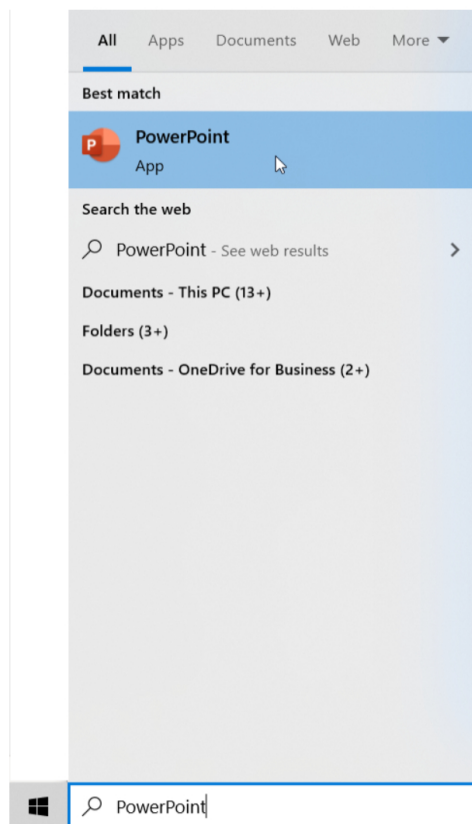 All Apps Documents Web More
Best match
P
PowerPoint
App
Search the web
PowerPoint - See web results
Documents - This PC (13+)
Folders (3+)
Documents - OneDrive for Business (2+)
PowerPoint